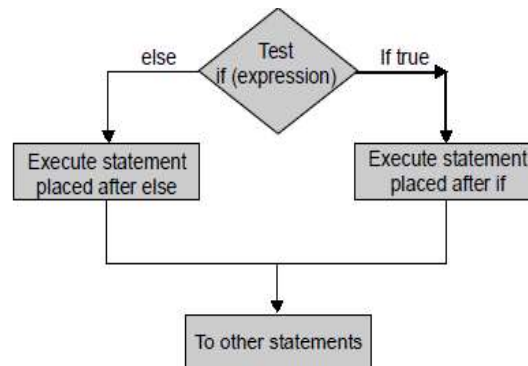 Test
if (expression)
else
If true
Execute statement
placed after else
Execute statement
placed after if
To other statements